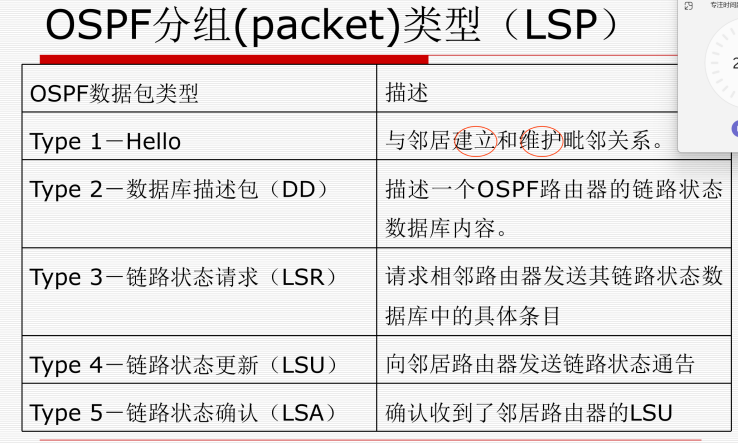 OSPF分组(packet)类型（LSP）
专注时间
2
OSPF数据包类型
描述
Type 1－Hello
与邻居建立和维护毗邻关系。
Type 2－数据库描述包（DD）
描述一个OSPF路由器的链路状态
数据库内容。
Type 3－链路状态请求（LSR）
请求相邻路由器发送其链路状态数
据库中的具体条目
Type 4－链路状态更新（LSU）
向邻居路由器发送链路状态通告
Type 5－链路状态确认（LSA）
确认收到了邻居路由器的LSU